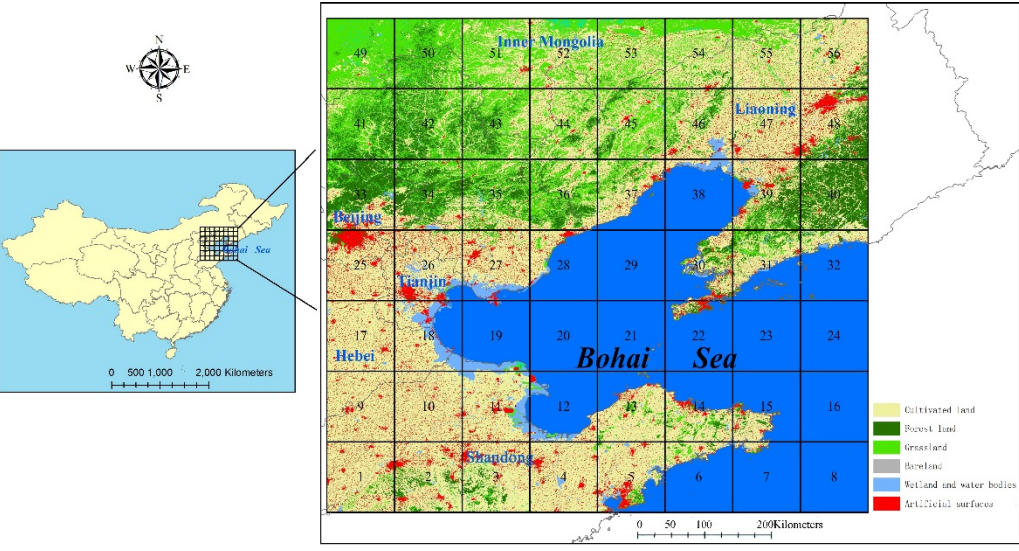 N
W E
S
Bohai Sea
0 500 1,000 2,000 Kilometers
49 50 51 52 53 54 55 56
Inner Mongolia
41 42 43 44 45 46 47 48
Liaoning
33 34 35 36 37 38 39 40
Beijing
25 26 27 28 29 30 31 32
Tianjin
17 18 19 20 21 22 23 24
Hebei
Bohai Sea
9 10 11 12 13 14 15 16
Shandong
1 2 3 4 5 6 7 8
Cultivated land
Forest land
Grassland
Bareland
Wetland and water bodies
Artificial surfaces
0 50 100 200Kilometers